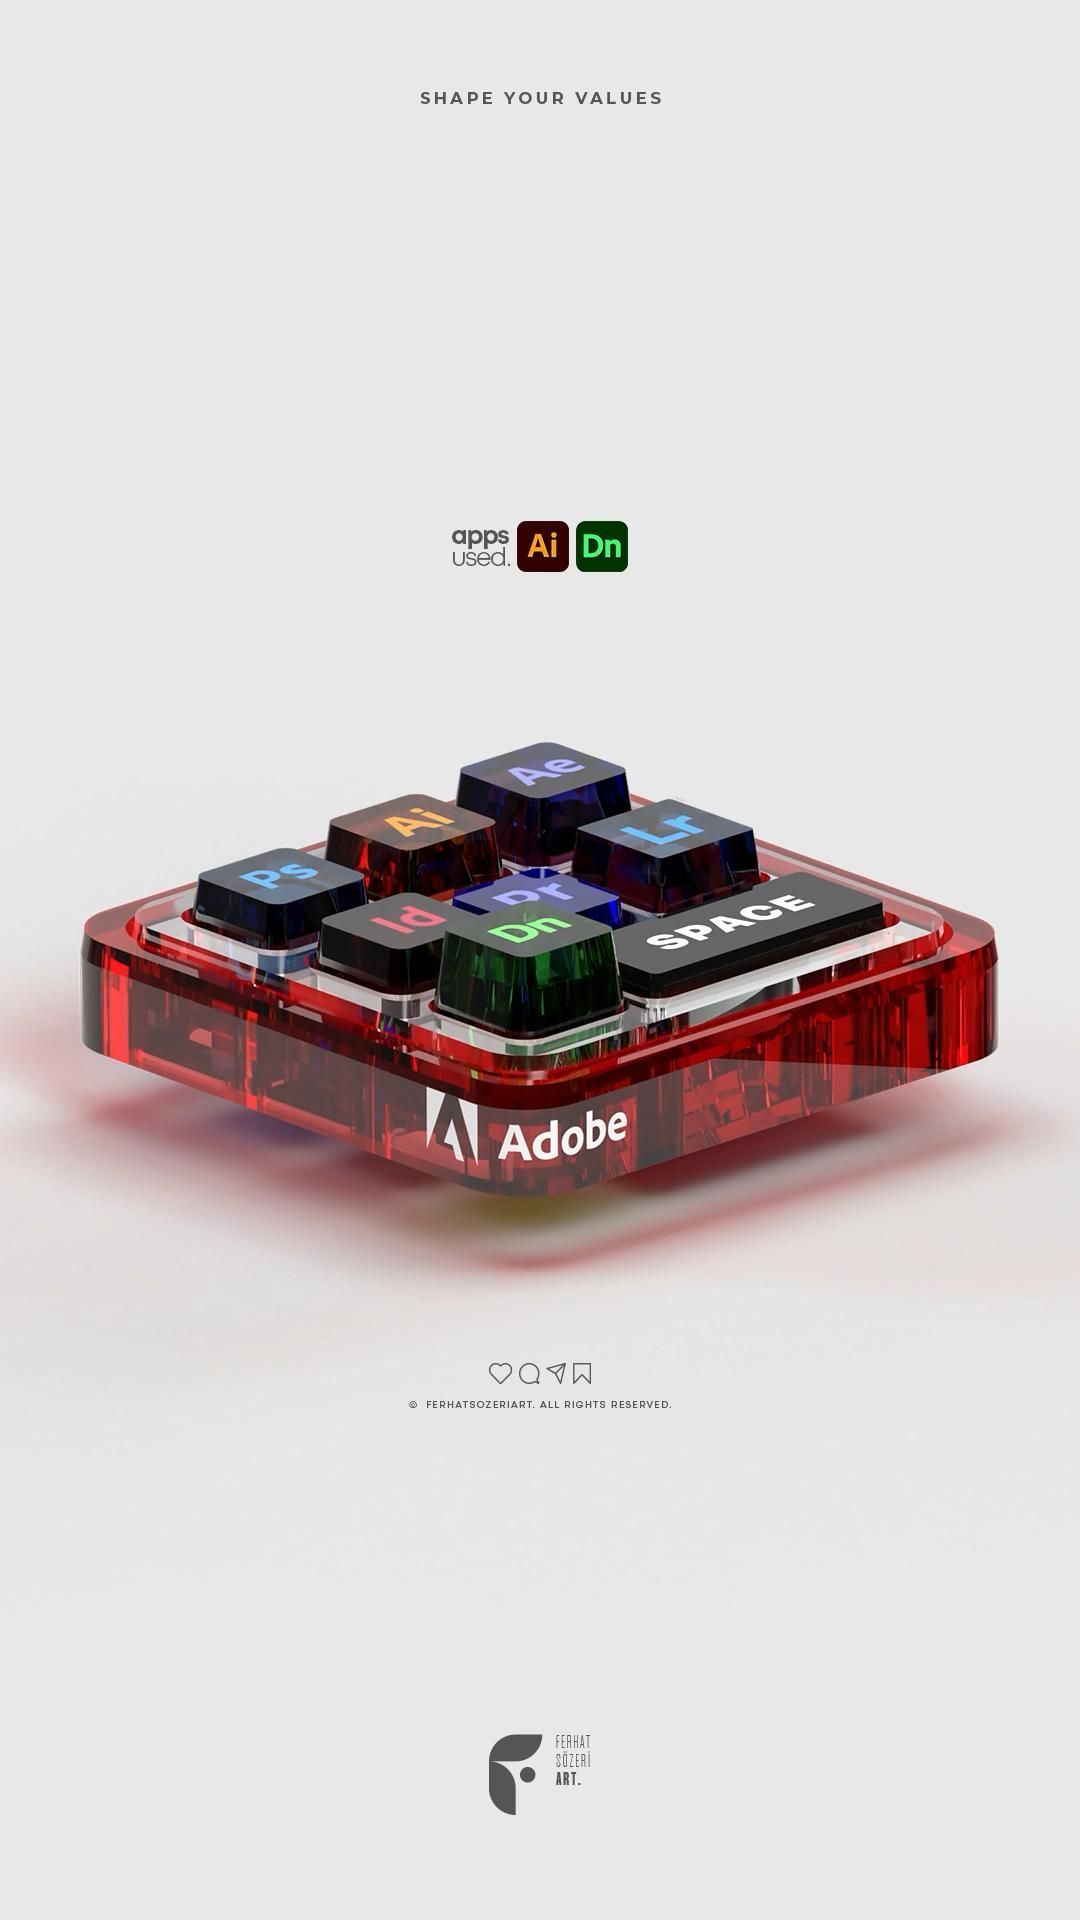 SHAPE YOUR VALUES
apps
used.
Ai Dn
Ae
Ai
Lr
Ps
Pr
SPACE
Id
Dn
Adobe
© FERHATSOZERIART. ALL RIGHTS RESERVED.
FERHAT
SÖZERİ
ART.